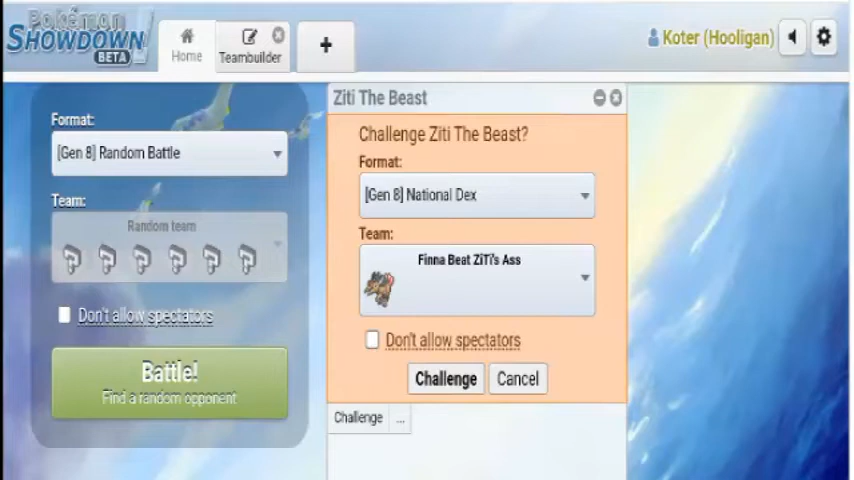 Pokémon
SHOWDOWN!
BETA
Home
Teambuilder
+
Koter (Hooligan)
Format:
[Gen 8] Random Battle
Team:
Random team
? ? ? ? ? ?
Don't allow spectators
Battle!
Find a random opponent
Ziti The Beast
Challenge Ziti The Beast?
Format:
[Gen 8] National Dex
Team:
Finna Beat ZiTi's Ass
Don't allow spectators
Challenge Cancel
Challenge ...